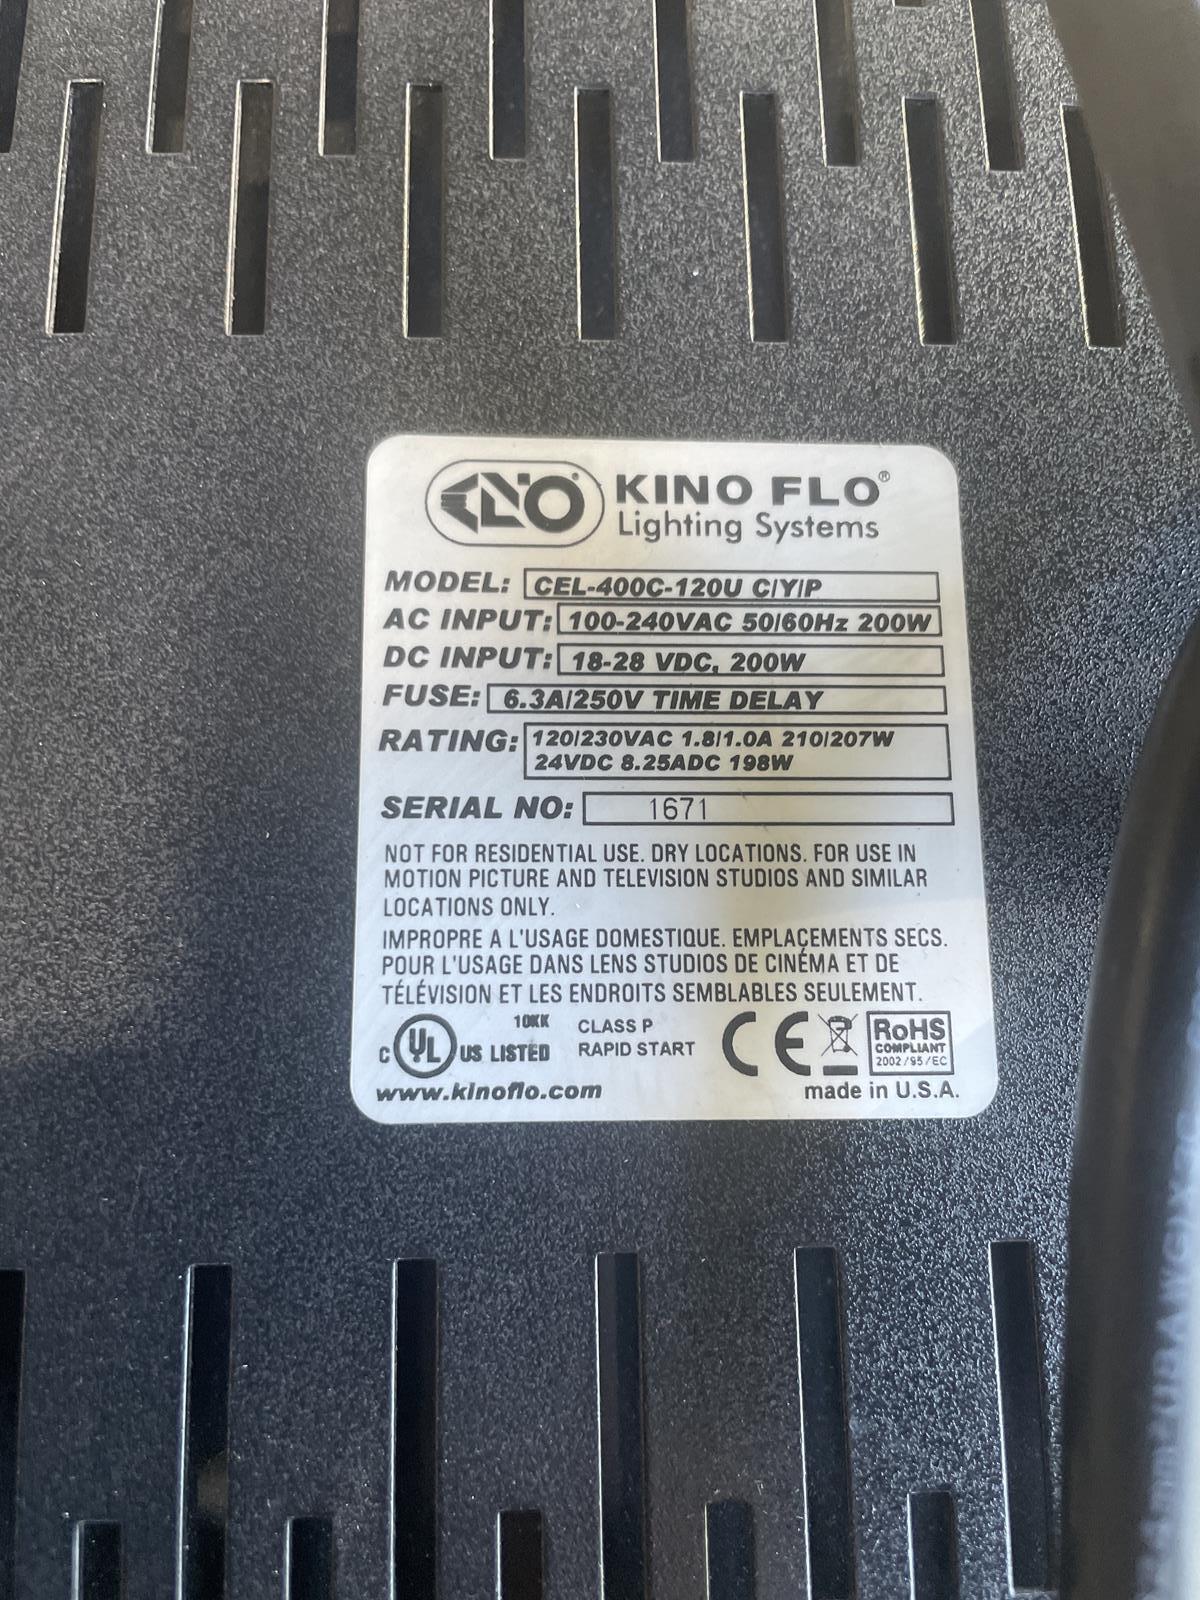 KINO FLO®
Lighting Systems
MODEL: CEL-400C-120U C/Y/P
AC INPUT: 100-240VAC 50/60Hz 200W
DC INPUT: 18-28 VDC, 200W
FUSE: 6.3A/250V TIME DELAY
RATING: 120/230VAC 1.8/1.0A 210/207W
24VDC 8.25ADC 198W
SERIAL NO: 1671
NOT FOR RESIDENTIAL USE. DRY LOCATIONS. FOR USE IN
MOTION PICTURE AND TELEVISION STUDIOS AND SIMILAR
LOCATIONS ONLY.
IMPROPRE A L'USAGE DOMESTIQUE. EMPLAÇEMENTS SECS.
POUR L'USAGE DANS LENS STUDIOS DE CINÉMA ET DE
TÉLÉVISION ET LES ENDROITS SEMBLABLES SEULEMENT.
C UL US LISTED 10KK
CLASS P
RAPID START
CE
RoHS
COMPLIANT
2002/95/EC
www.kinoflo.com
made in U.S.A.